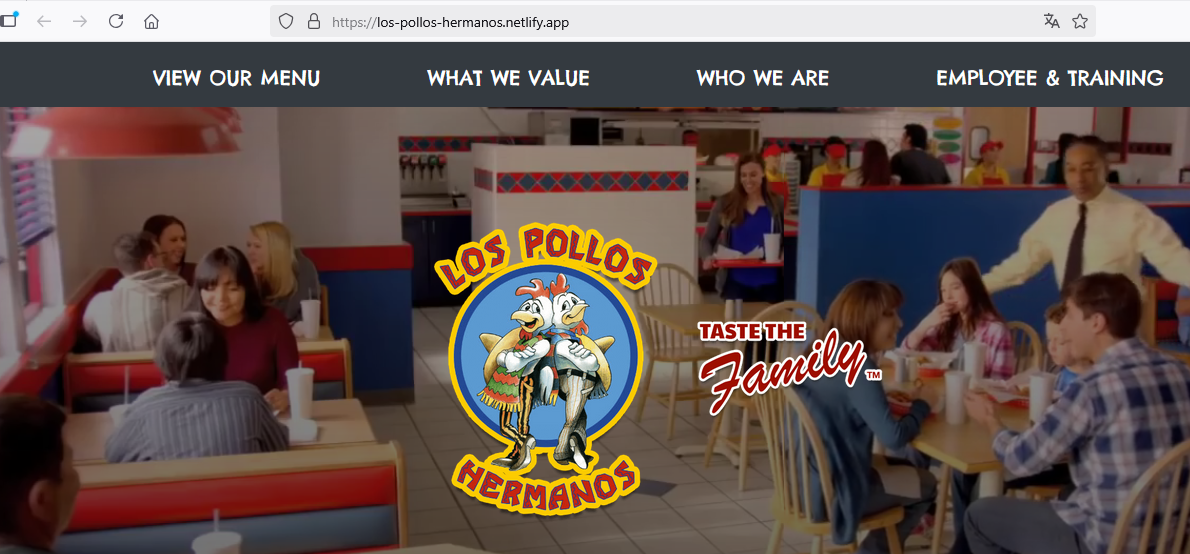 https://los-pollos-hermanos.netlify.app
VIEW OUR MENU
WHAT WE VALUE
WHO WE ARE
EMPLOYEE & TRAINING
LOS POLLOS
HERMANOS
TASTE THE
Family™